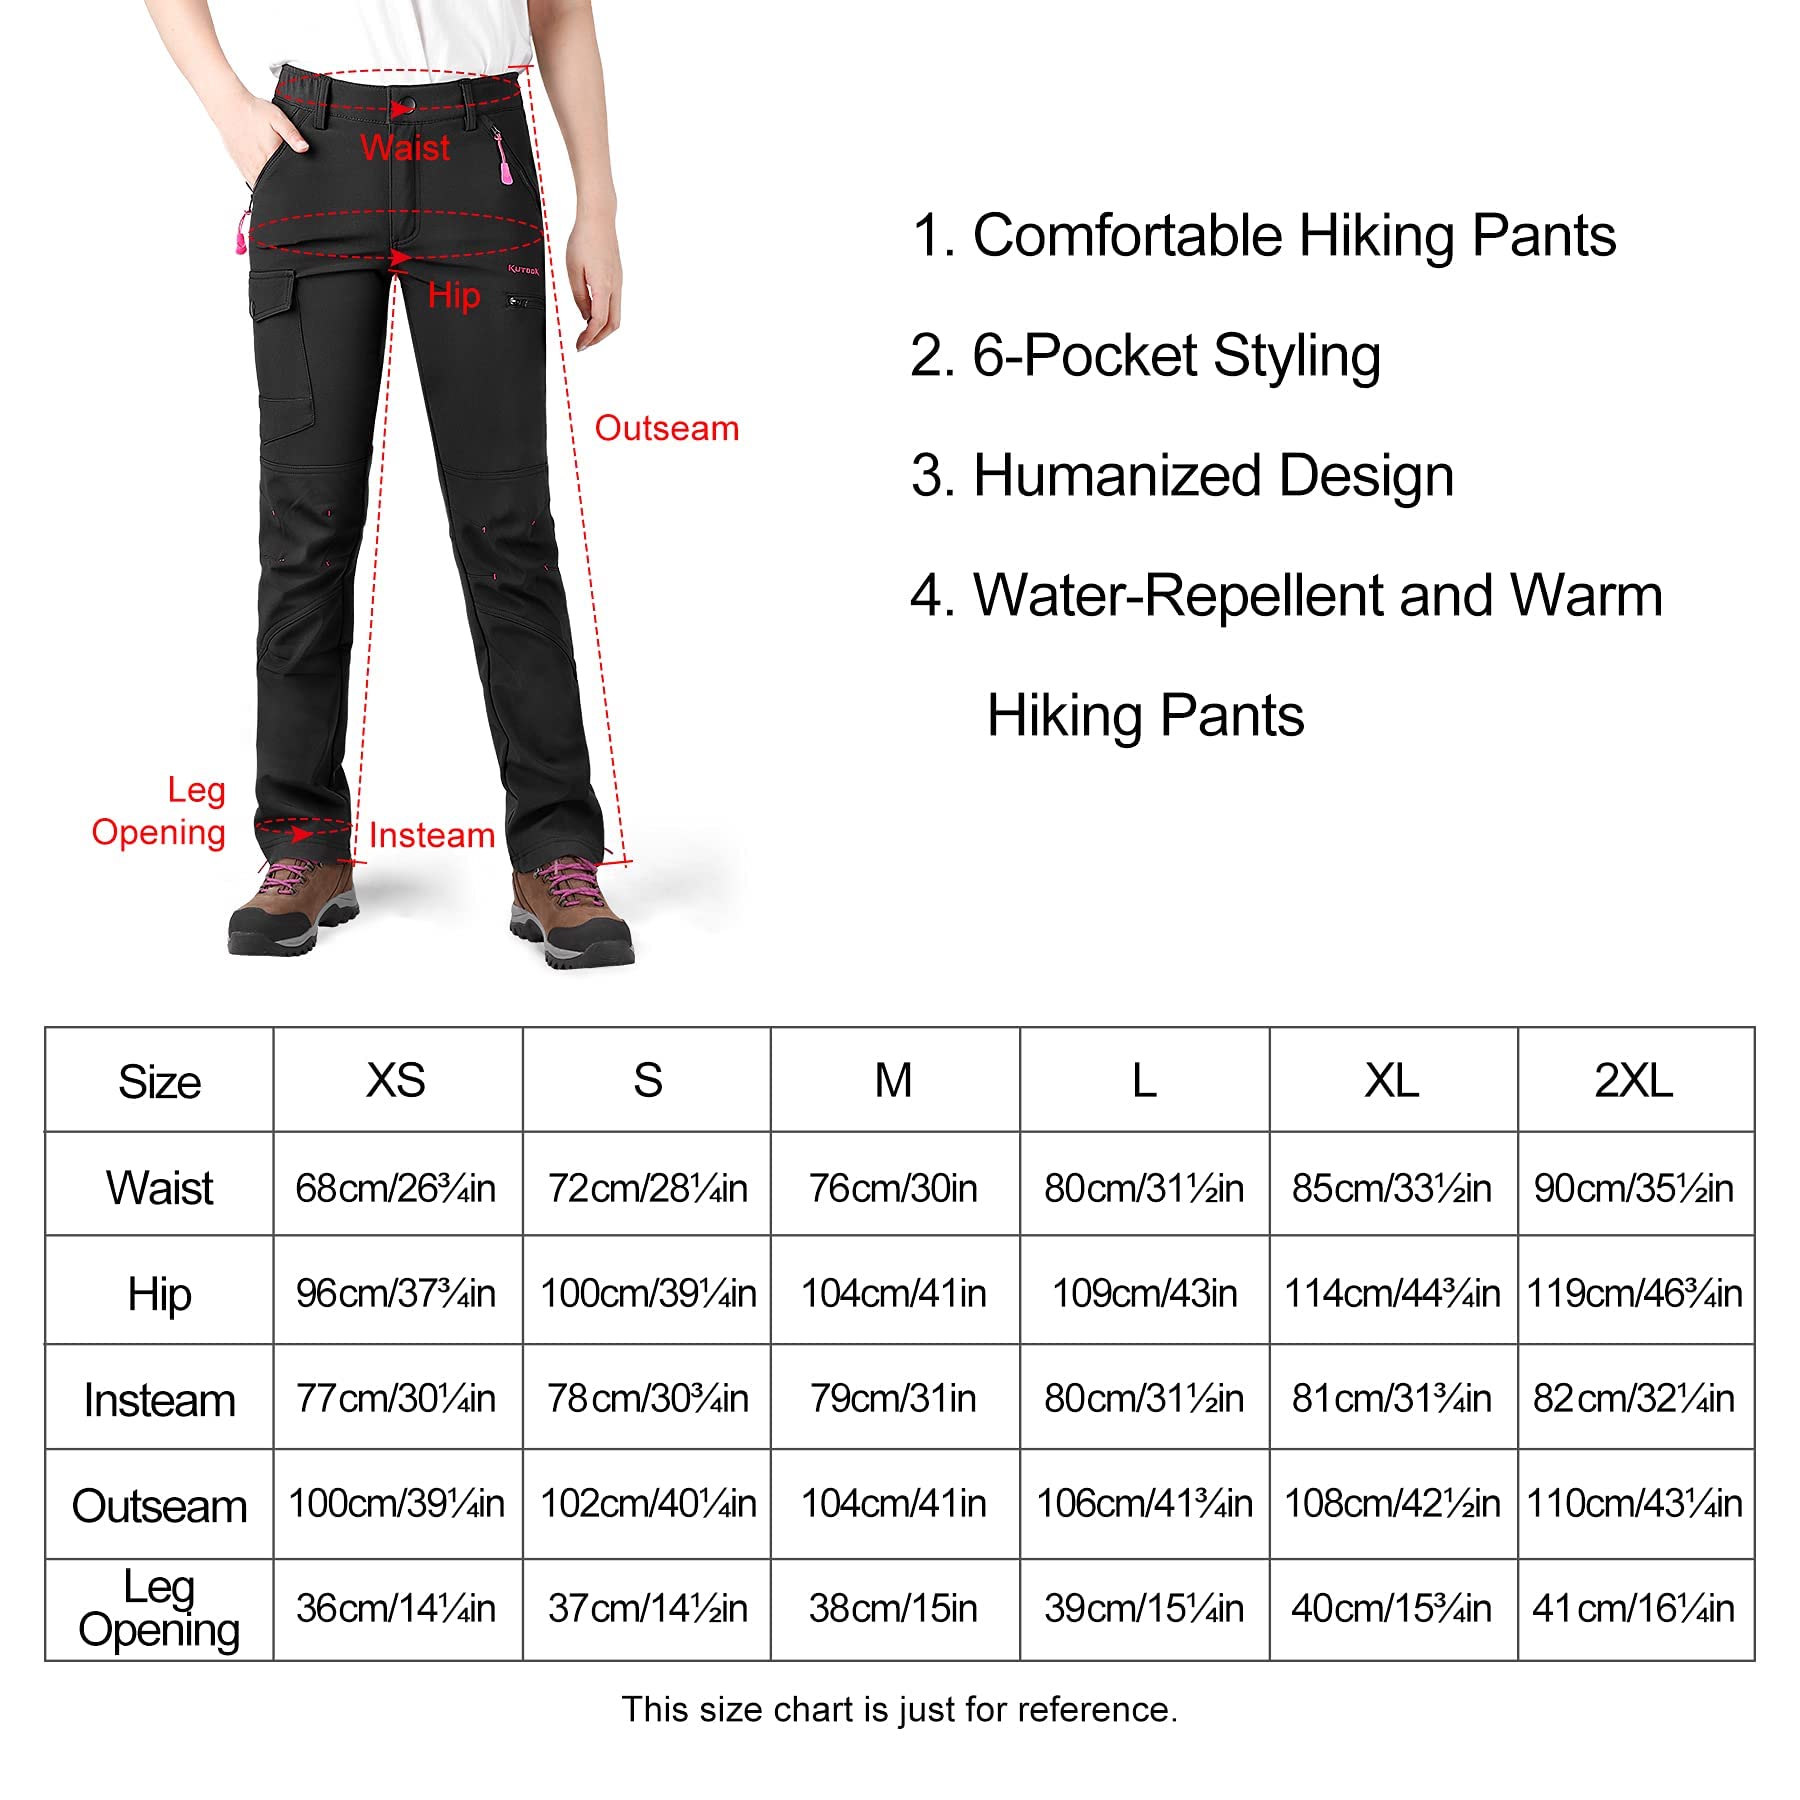 Waist
KUTOOK
Hip
Outseam
Leg
Opening
Insteam
1. Comfortable Hiking Pants
2. 6-Pocket Styling
3. Humanized Design
4. Water-Repellent and Warm
Hiking Pants
Size XS S M L XL 2XL
Waist 68cm/26¾in 72cm/28¼in 76cm/30in 80cm/31½in 85cm/33½in 90cm/35½in
Hip 96cm/37¾in 100cm/39¼in 104cm/41in 109cm/43in 114cm/44¾in 119cm/46¾in
Insteam 77cm/30¼in 78cm/30¾in 79cm/31in 80cm/31½in 81cm/31¾in 82cm/32¼in
Outseam 100cm/39¼in 102cm/40¼in 104cm/41in 106cm/41¾in 108cm/42½in 110cm/43¼in
Leg
Opening 36cm/14¼in 37cm/14½in 38cm/15in 39cm/15¼in 40cm/15¾in 41cm/16¼in
This size chart is just for reference.